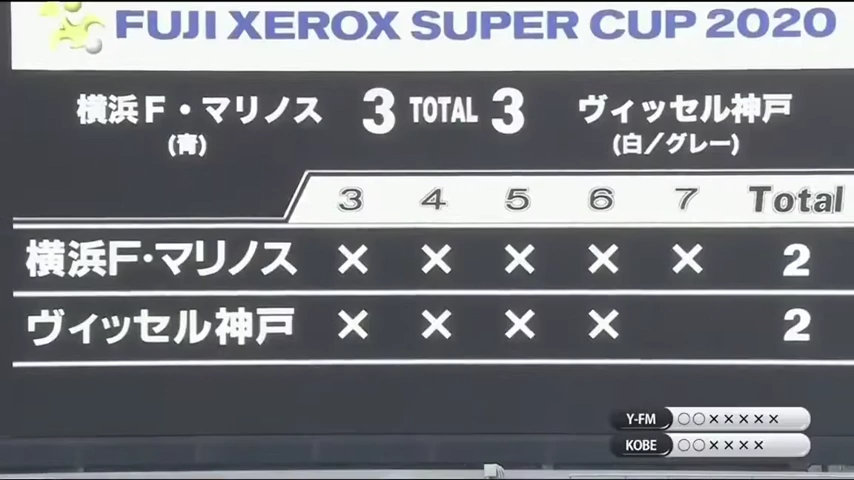 FUJI XEROX SUPER CUP 2020
横浜F・マリノス 3 TOTAL 3 ヴィッセル神戸
(青) (白/グレー)
3 4 5 6 7 Total
横浜F・マリノス × × × × × 2
ヴィッセル神戸 × × × × 2
Y-FM ○○×××××
KOBE ○○××××